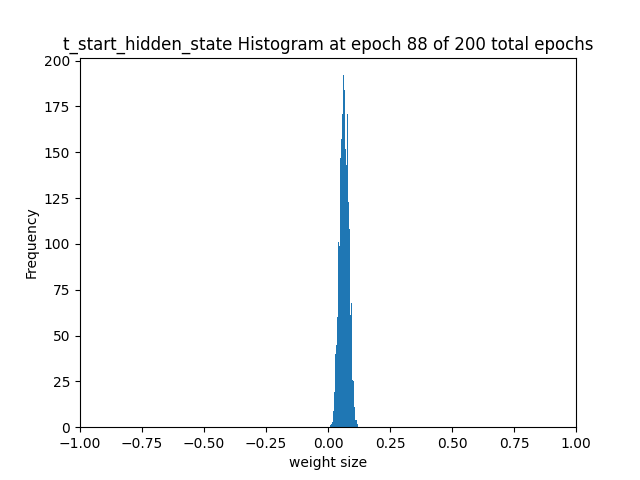 t_start_hidden_state Histogram at epoch 88 of 200 total epochs
Frequency
200
175
150
125
100
75
50
25
0
−1.00 −0.75 −0.50 −0.25 0.00 0.25 0.50 0.75 1.00
weight size